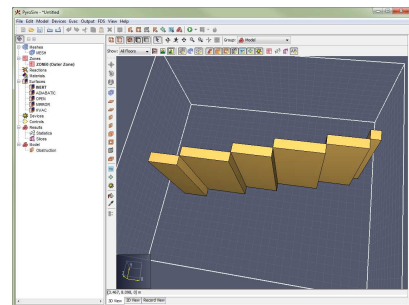 PyroSim - *Untitled
File Edit Model Devices Evac Output FDS View Help
Group: Model
Show: All Floors
Meshes
MESH
Zones
ZONE0 (Outer Zone)
Reactions
Materials
Surfaces
INERT
ADIABATIC
OPEN
MIRROR
HVAC
Devices
Controls
Results
Statistics
Slices
Model
Obstruction
3D View 2D View Record View